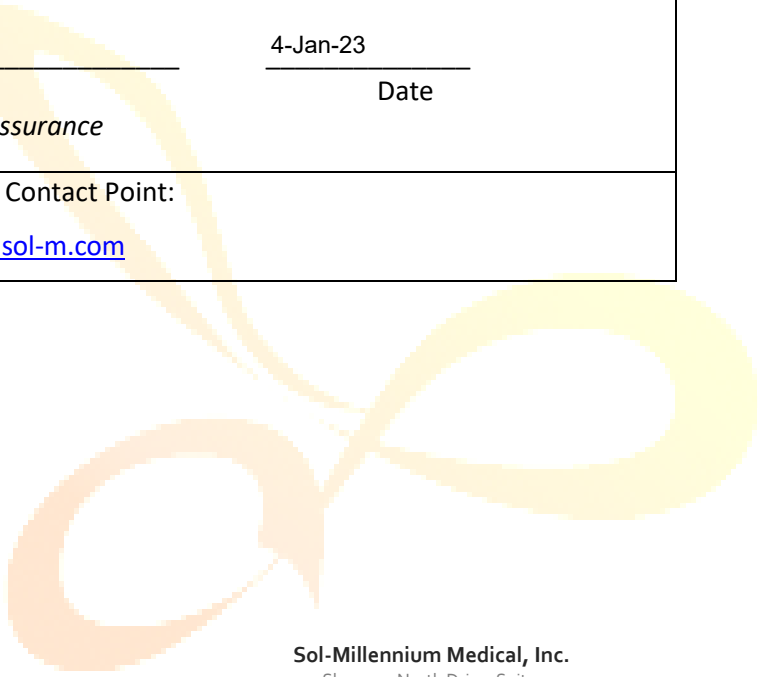 4-Jan-23
Date
ssurance
Contact Point:
sol-m.com
Sol-Millennium Medical, Inc.